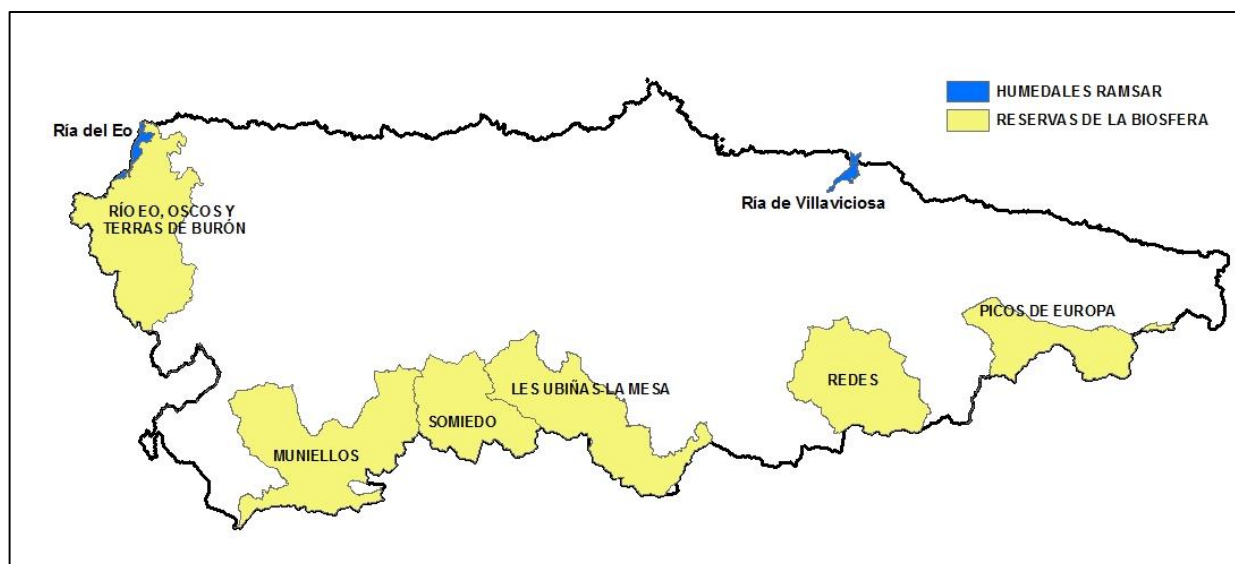 HUMEDALES RAMSAR
RESERVAS DE LA BIOSFERA
Ría del Eo
Ría de Villaviciosa
RÍO EO, OSCOS Y
TERRAS DE BURÓN
PICOS DE EUROPA
REDES
LES UBIÑAS-LA MESA
SOMIEDO
MUNIELLOS